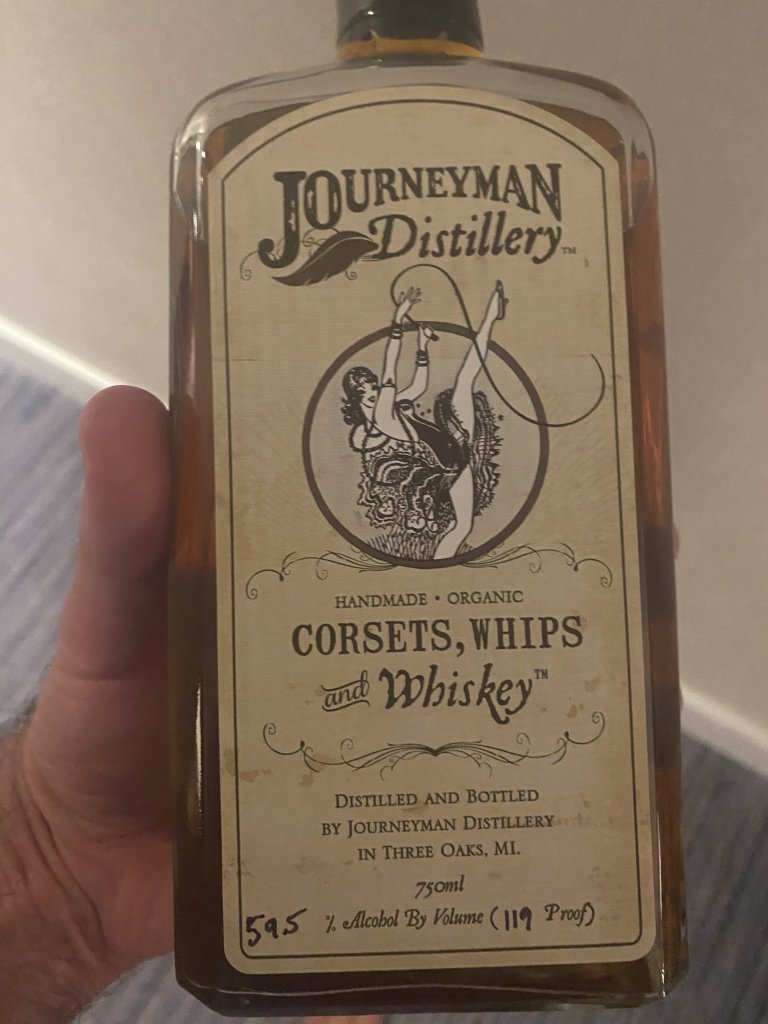 JOURNEYMAN
Distillery™
HANDMADE • ORGANIC
CORSETS, WHIPS
and Whiskey™
DISTILLED AND BOTTLED
BY JOURNEYMAN DISTILLERY
IN THREE OAKS, MI.
750ml
59.5 % Alcohol By Volume (119 Proof)